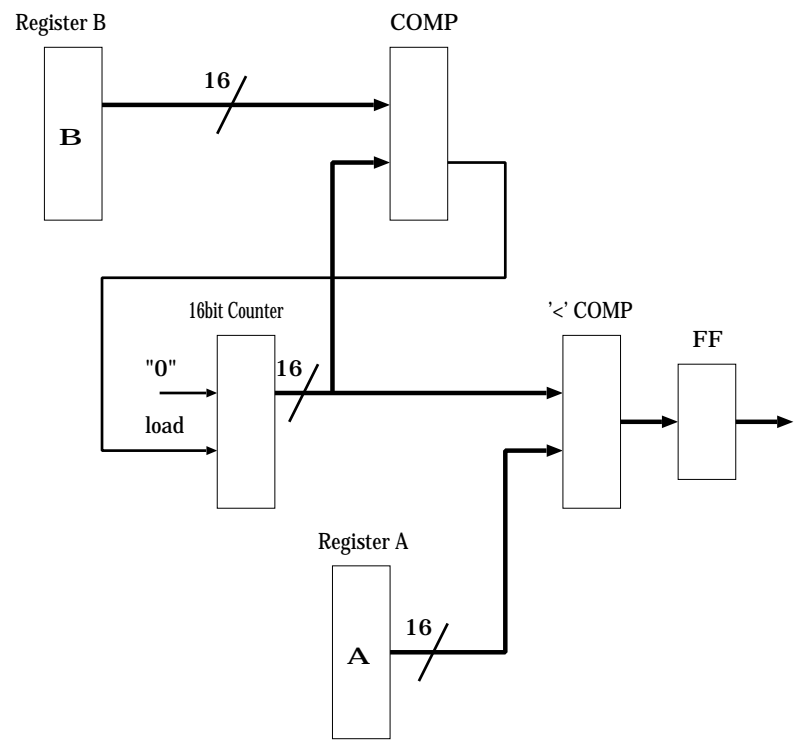 Register B
COMP
16
B
16bit Counter
'<' COMP
FF
"0"
16
load
Register A
16
A